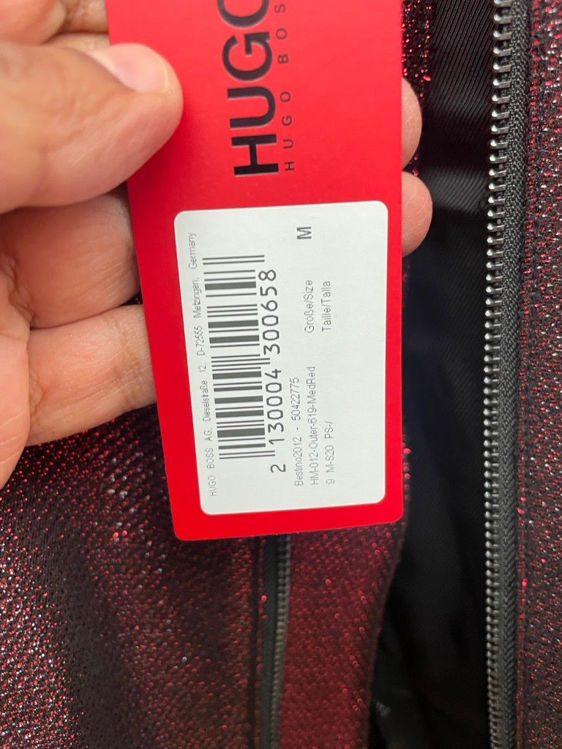 HUGO
HUGO BOS
HUGO BOSS AG, Dieselstraße 12, D-72555 Metzingen, Germany
2 130004 300658
Bestino2012 - 50422775
HM-012-Outer-619-MedRed
9 M-S20 PS-/
Größe/Size
Taille/Talla
M